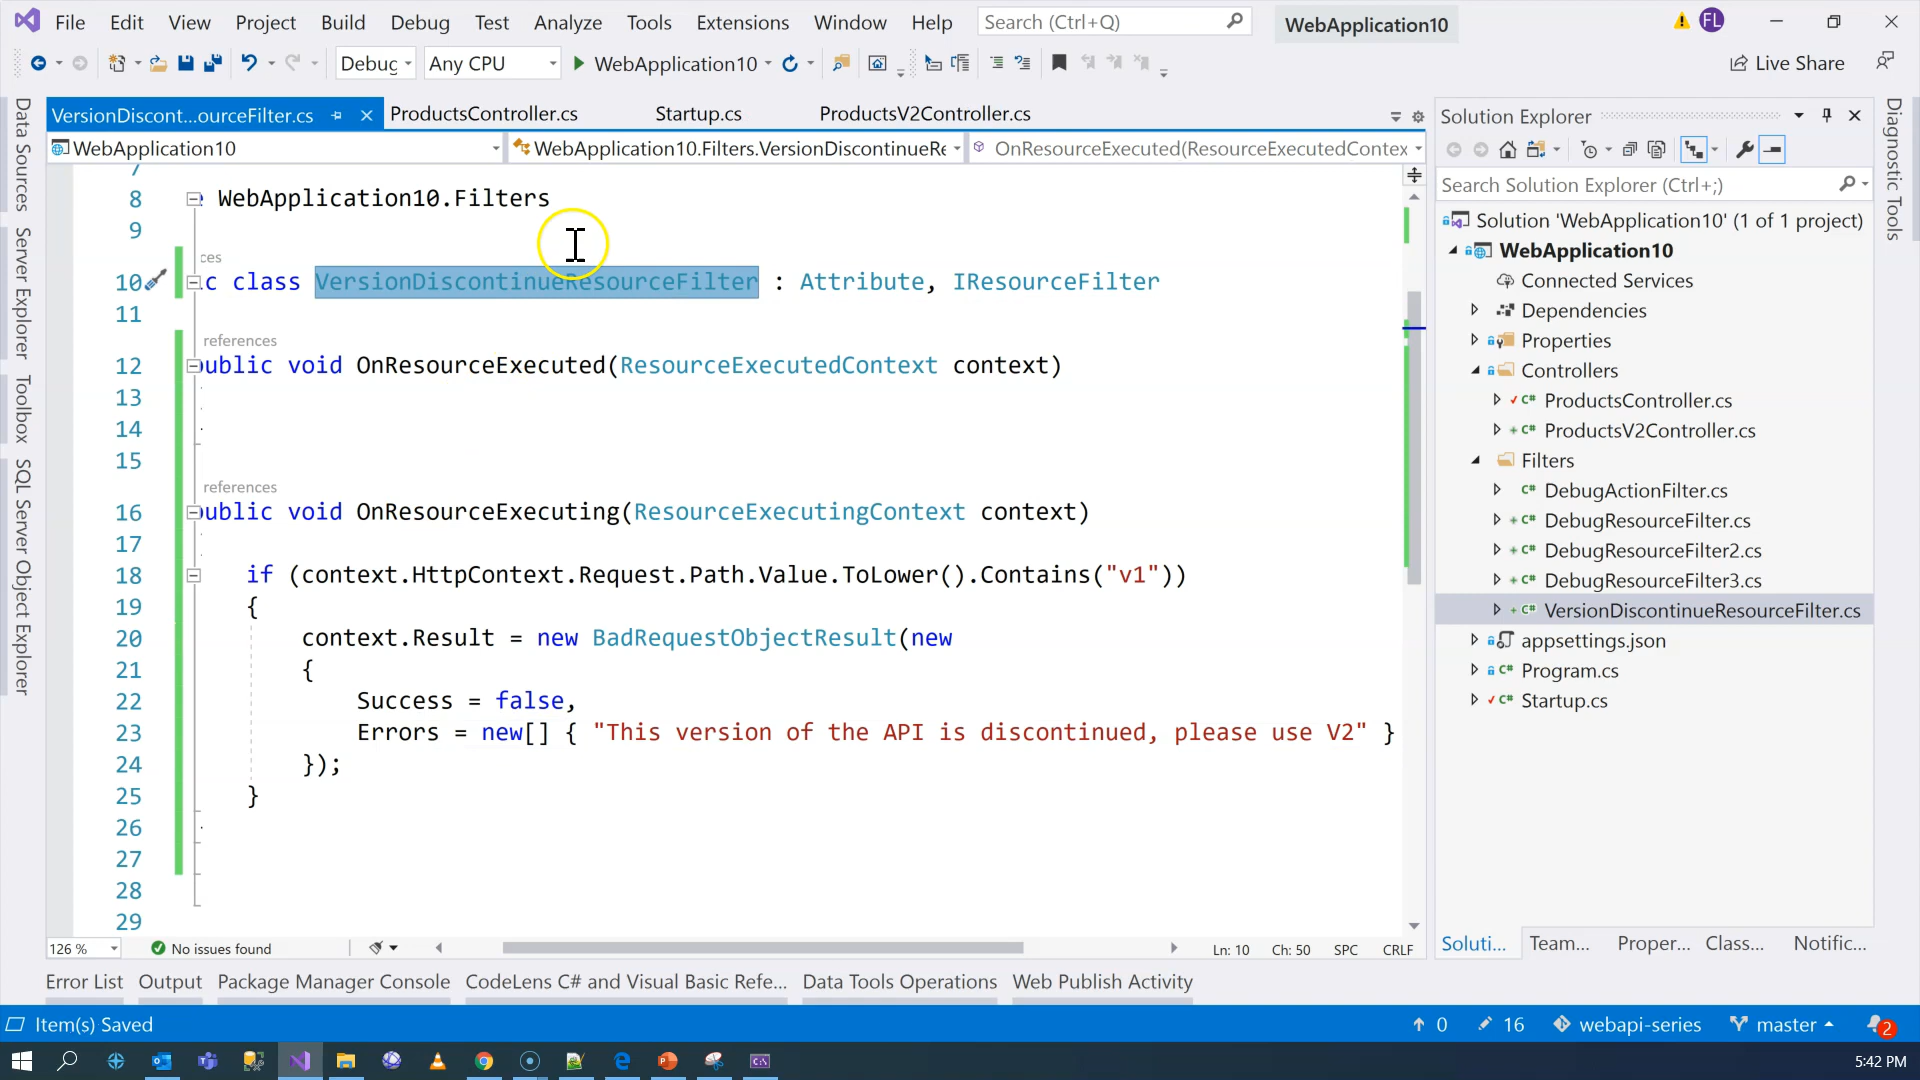 File Edit View Project Build Debug Test Analyze Tools Extensions Window Help Search (Ctrl+Q) WebApplication10 FL
Debug Any CPU WebApplication10 Live Share
VersionDiscont...ourceFilter.cs ProductsController.cs Startup.cs ProductsV2Controller.cs
WebApplication10 WebApplication10.Filters.VersionDiscontinueRe OnResourceExecuted(ResourceExecutedContex
Data Sources
Server Explorer
Toolbox
SQL Server Object Explorer
7
8 WebApplication10.Filters
9
ces
10 ic class VersionDiscontinueResourceFilter : Attribute, IResourceFilter
11
references
12 public void OnResourceExecuted(ResourceExecutedContext context)
13
14
15
references
16 public void OnResourceExecuting(ResourceExecutingContext context)
17
18 if (context.HttpContext.Request.Path.Value.ToLower().Contains("v1"))
19 {
20 context.Result = new BadRequestObjectResult(new
21 {
22 Success = false,
23 Errors = new[] { "This version of the API is discontinued, please use V2" }
24 });
25 }
26
27
28
29
126 % No issues found Ln: 10 Ch: 50 SPC CRLF
Solution Explorer
Search Solution Explorer (Ctrl+;)
Solution 'WebApplication10' (1 of 1 project)
WebApplication10
Connected Services
Dependencies
Properties
Controllers
C# ProductsController.cs
C# ProductsV2Controller.cs
Filters
C# DebugActionFilter.cs
C# DebugResourceFilter.cs
C# DebugResourceFilter2.cs
C# DebugResourceFilter3.cs
C# VersionDiscontinueResourceFilter.cs
appsettings.json
C# Program.cs
C# Startup.cs
Soluti... Team... Proper... Class... Notific...
Diagnostic Tools
Error List Output Package Manager Console CodeLens C# and Visual Basic Refe... Data Tools Operations Web Publish Activity
Item(s) Saved 0 16 webapi-series master 2
5:42 PM